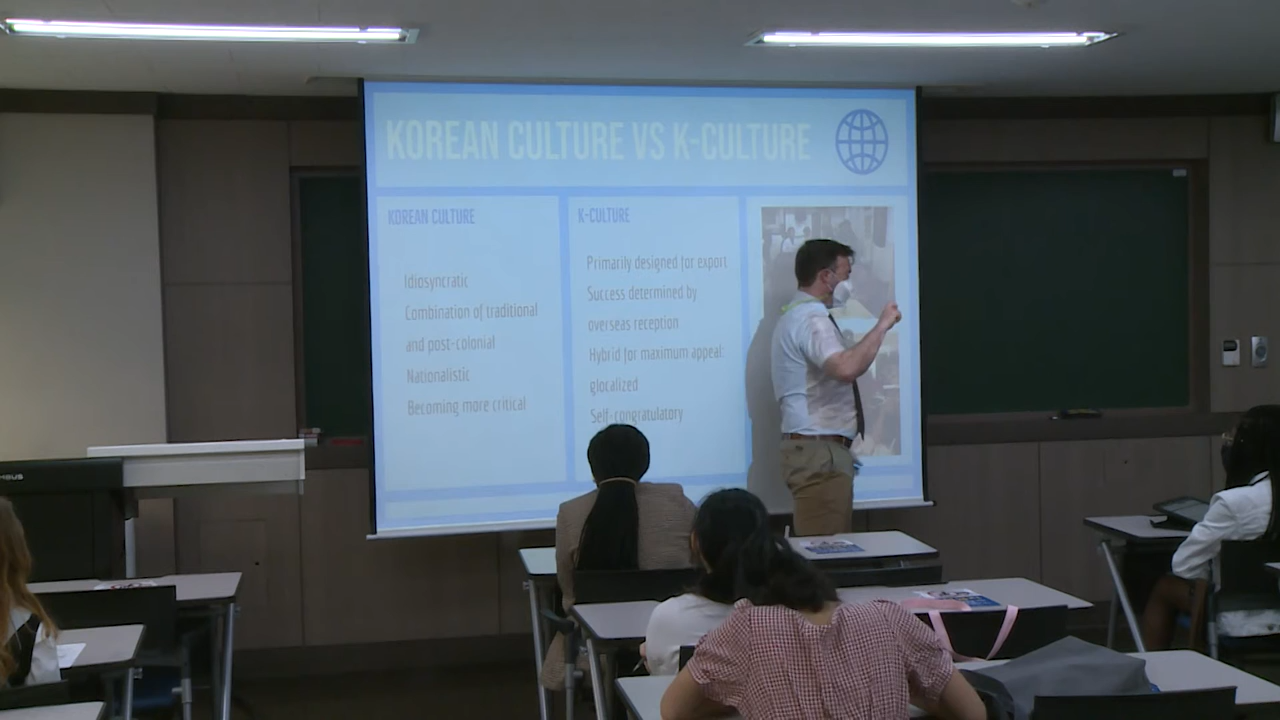 KOREAN CULTURE VS K-CULTURE
KOREAN CULTURE
Idiosyncratic
Combination of traditional
and post-colonial
Nationalistic
Becoming more critical
K-CULTURE
Primarily designed for export
Success determined by
overseas reception
Hybrid for maximum appeal:
glocalized
Self-congratulatory